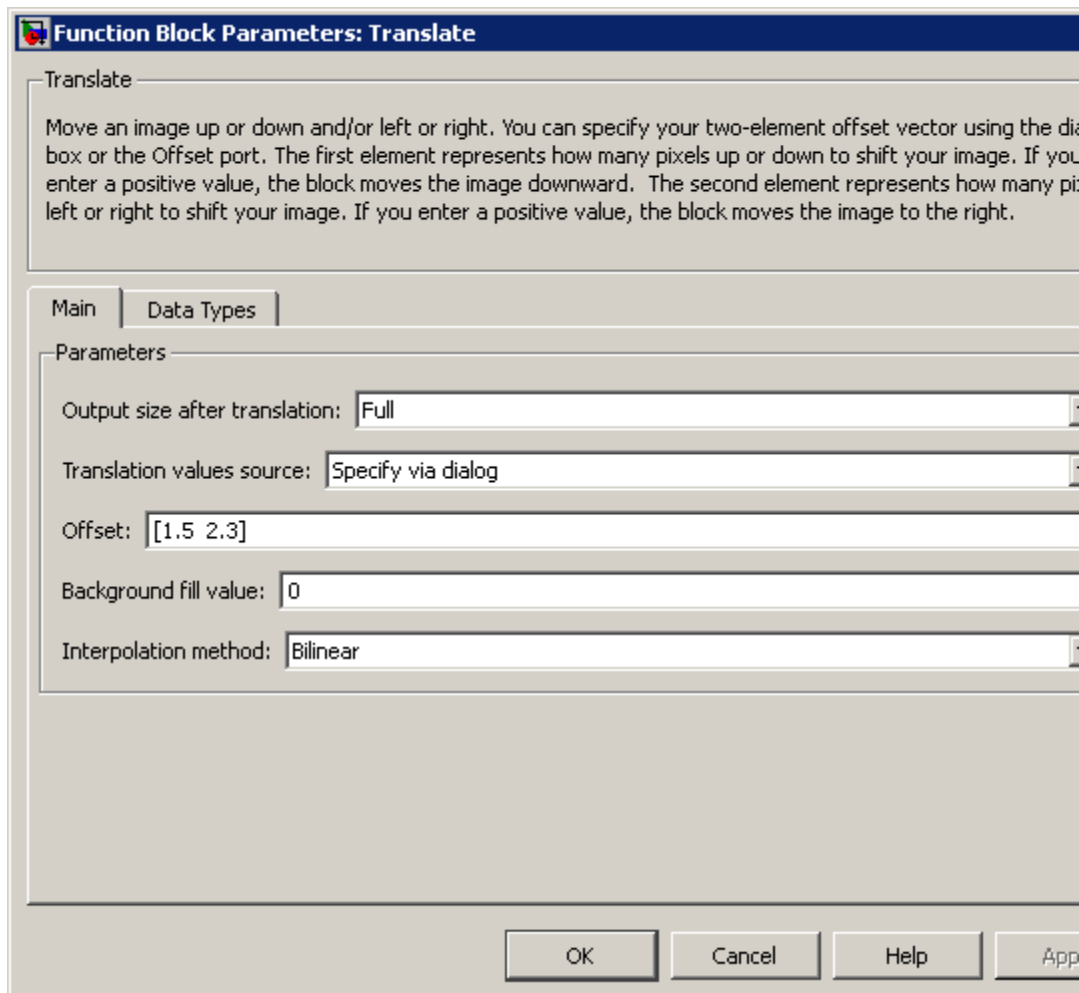 Function Block Parameters: Translate
Translate
Move an image up or down and/or left or right. You can specify your two-element offset vector using the
box or the Offset port. The first element represents how many pixels up or down to shift your image. If you
enter a positive value, the block moves the image downward. The second element represents how many
left or right to shift your image. If you enter a positive value, the block moves the image to the right.
Main
Data Types
Parameters
Output size after translation: Full
Translation values source: Specify via dialog
Offset: [1.5 2.3]
Background fill value: 0
Interpolation method: Bilinear
OK
Cancel
Help